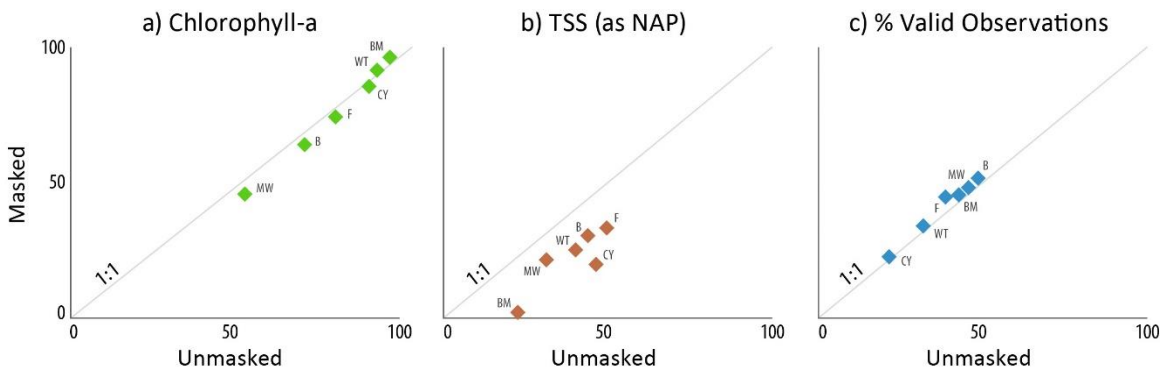 a) Chlorophyll-a
b) TSS (as NAP)
c) % Valid Observations
Masked
100
50
0
BM
WT
CY
F
B
MW
1:1
0
50
100
Unmasked
F
B
WT
CY
MW
BM
1:1
0
50
100
Unmasked
B
MW
BM
F
WT
CY
1:1
0
50
100
Unmasked